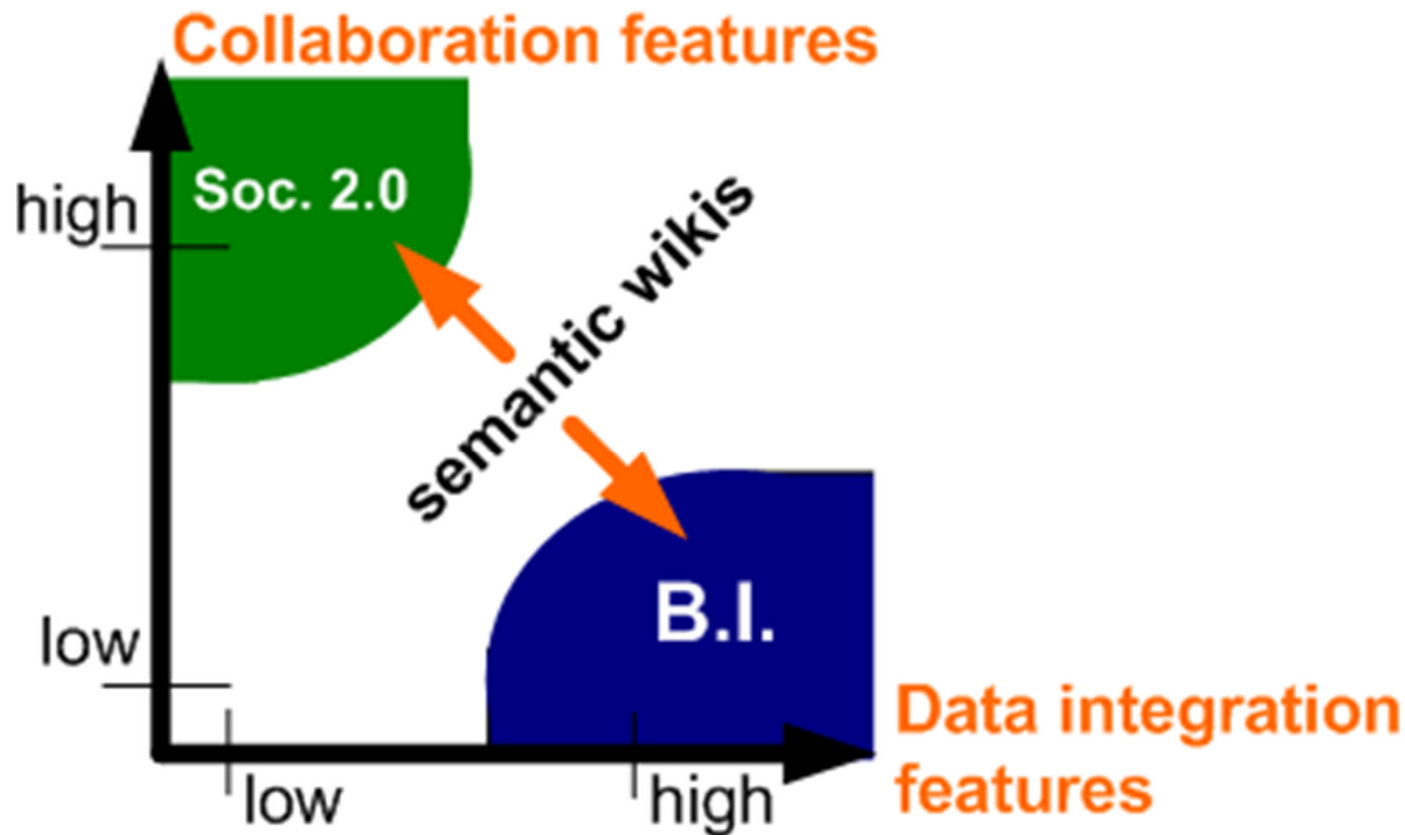 Collaboration features
Soc. 2.0
high
semantic wikis
B.I.
low
Data integration
features
low
high